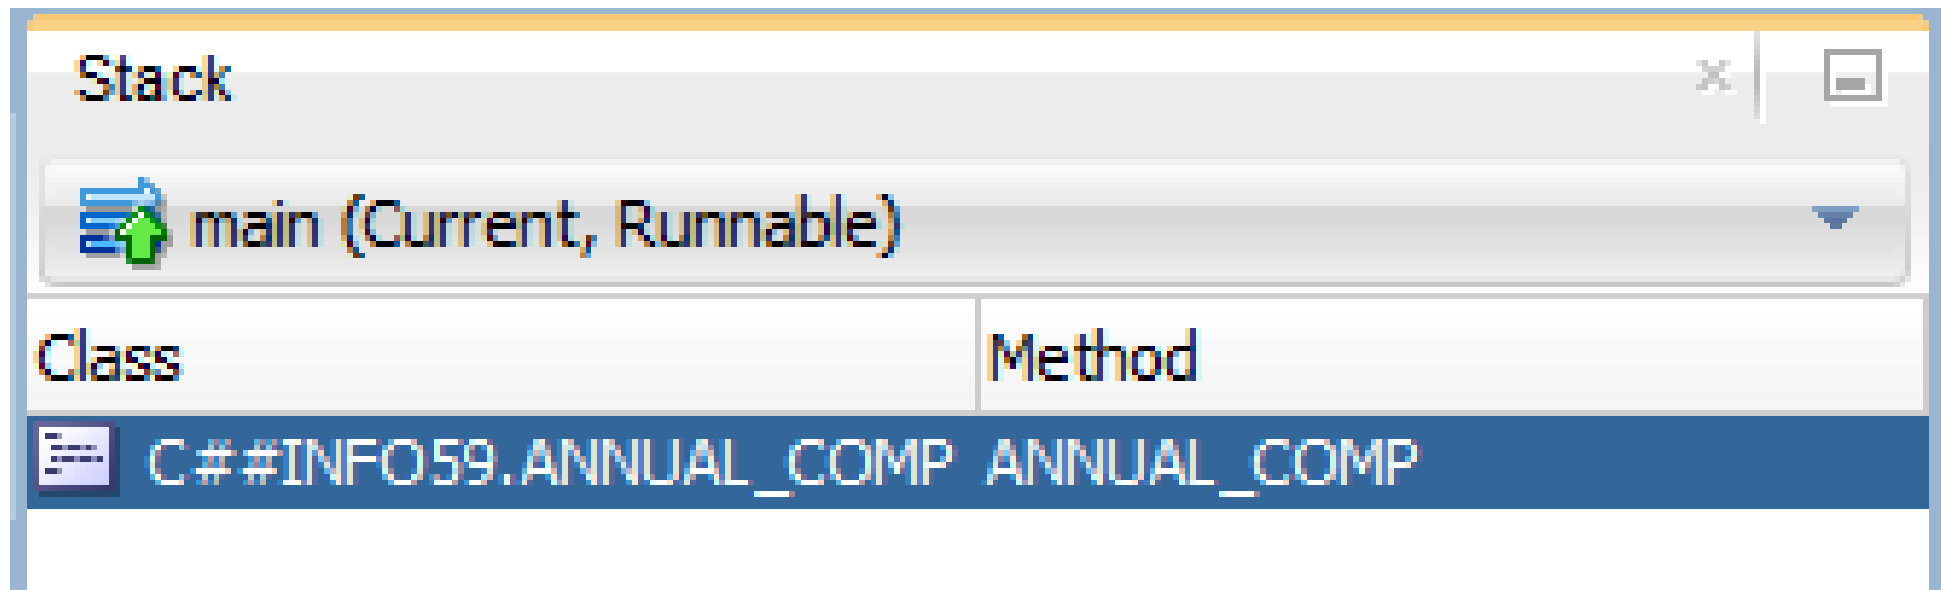 Stack
main (Current, Runnable)
Class Method
C##INFO59.ANNUAL_COMP ANNUAL_COMP